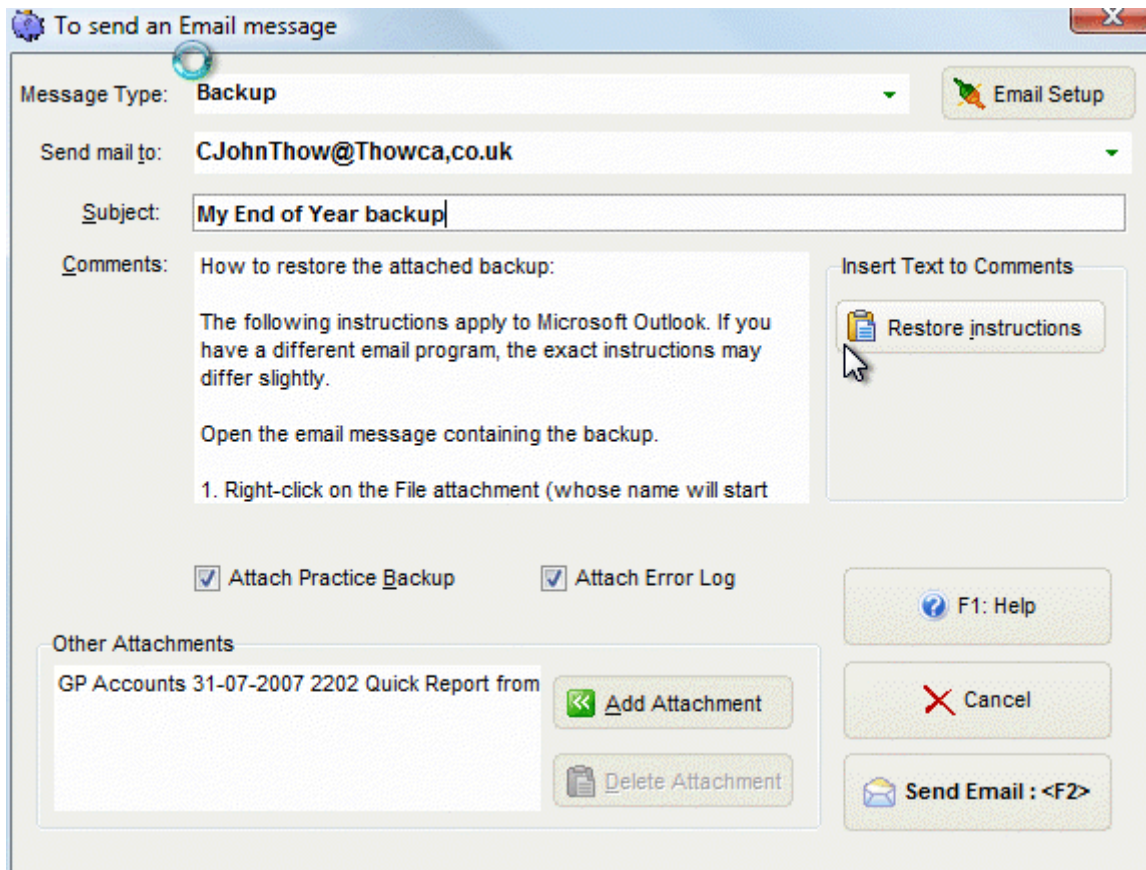 To send an Email message
Message Type: Backup
Email Setup
Send mail to: CJohnThow@Thowca,co.uk
Subject: My End of Year backup
Comments: How to restore the attached backup:
The following instructions apply to Microsoft Outlook. If you
have a different email program, the exact instructions may
differ slightly.
Open the email message containing the backup.
1. Right-click on the File attachment (whose name will start
Insert Text to Comments
Restore instructions
Attach Practice Backup
Attach Error Log
Other Attachments
GP Accounts 31-07-2007 2202 Quick Report from
Add Attachment
Delete Attachment
F1: Help
Cancel
Send Email : <F2>